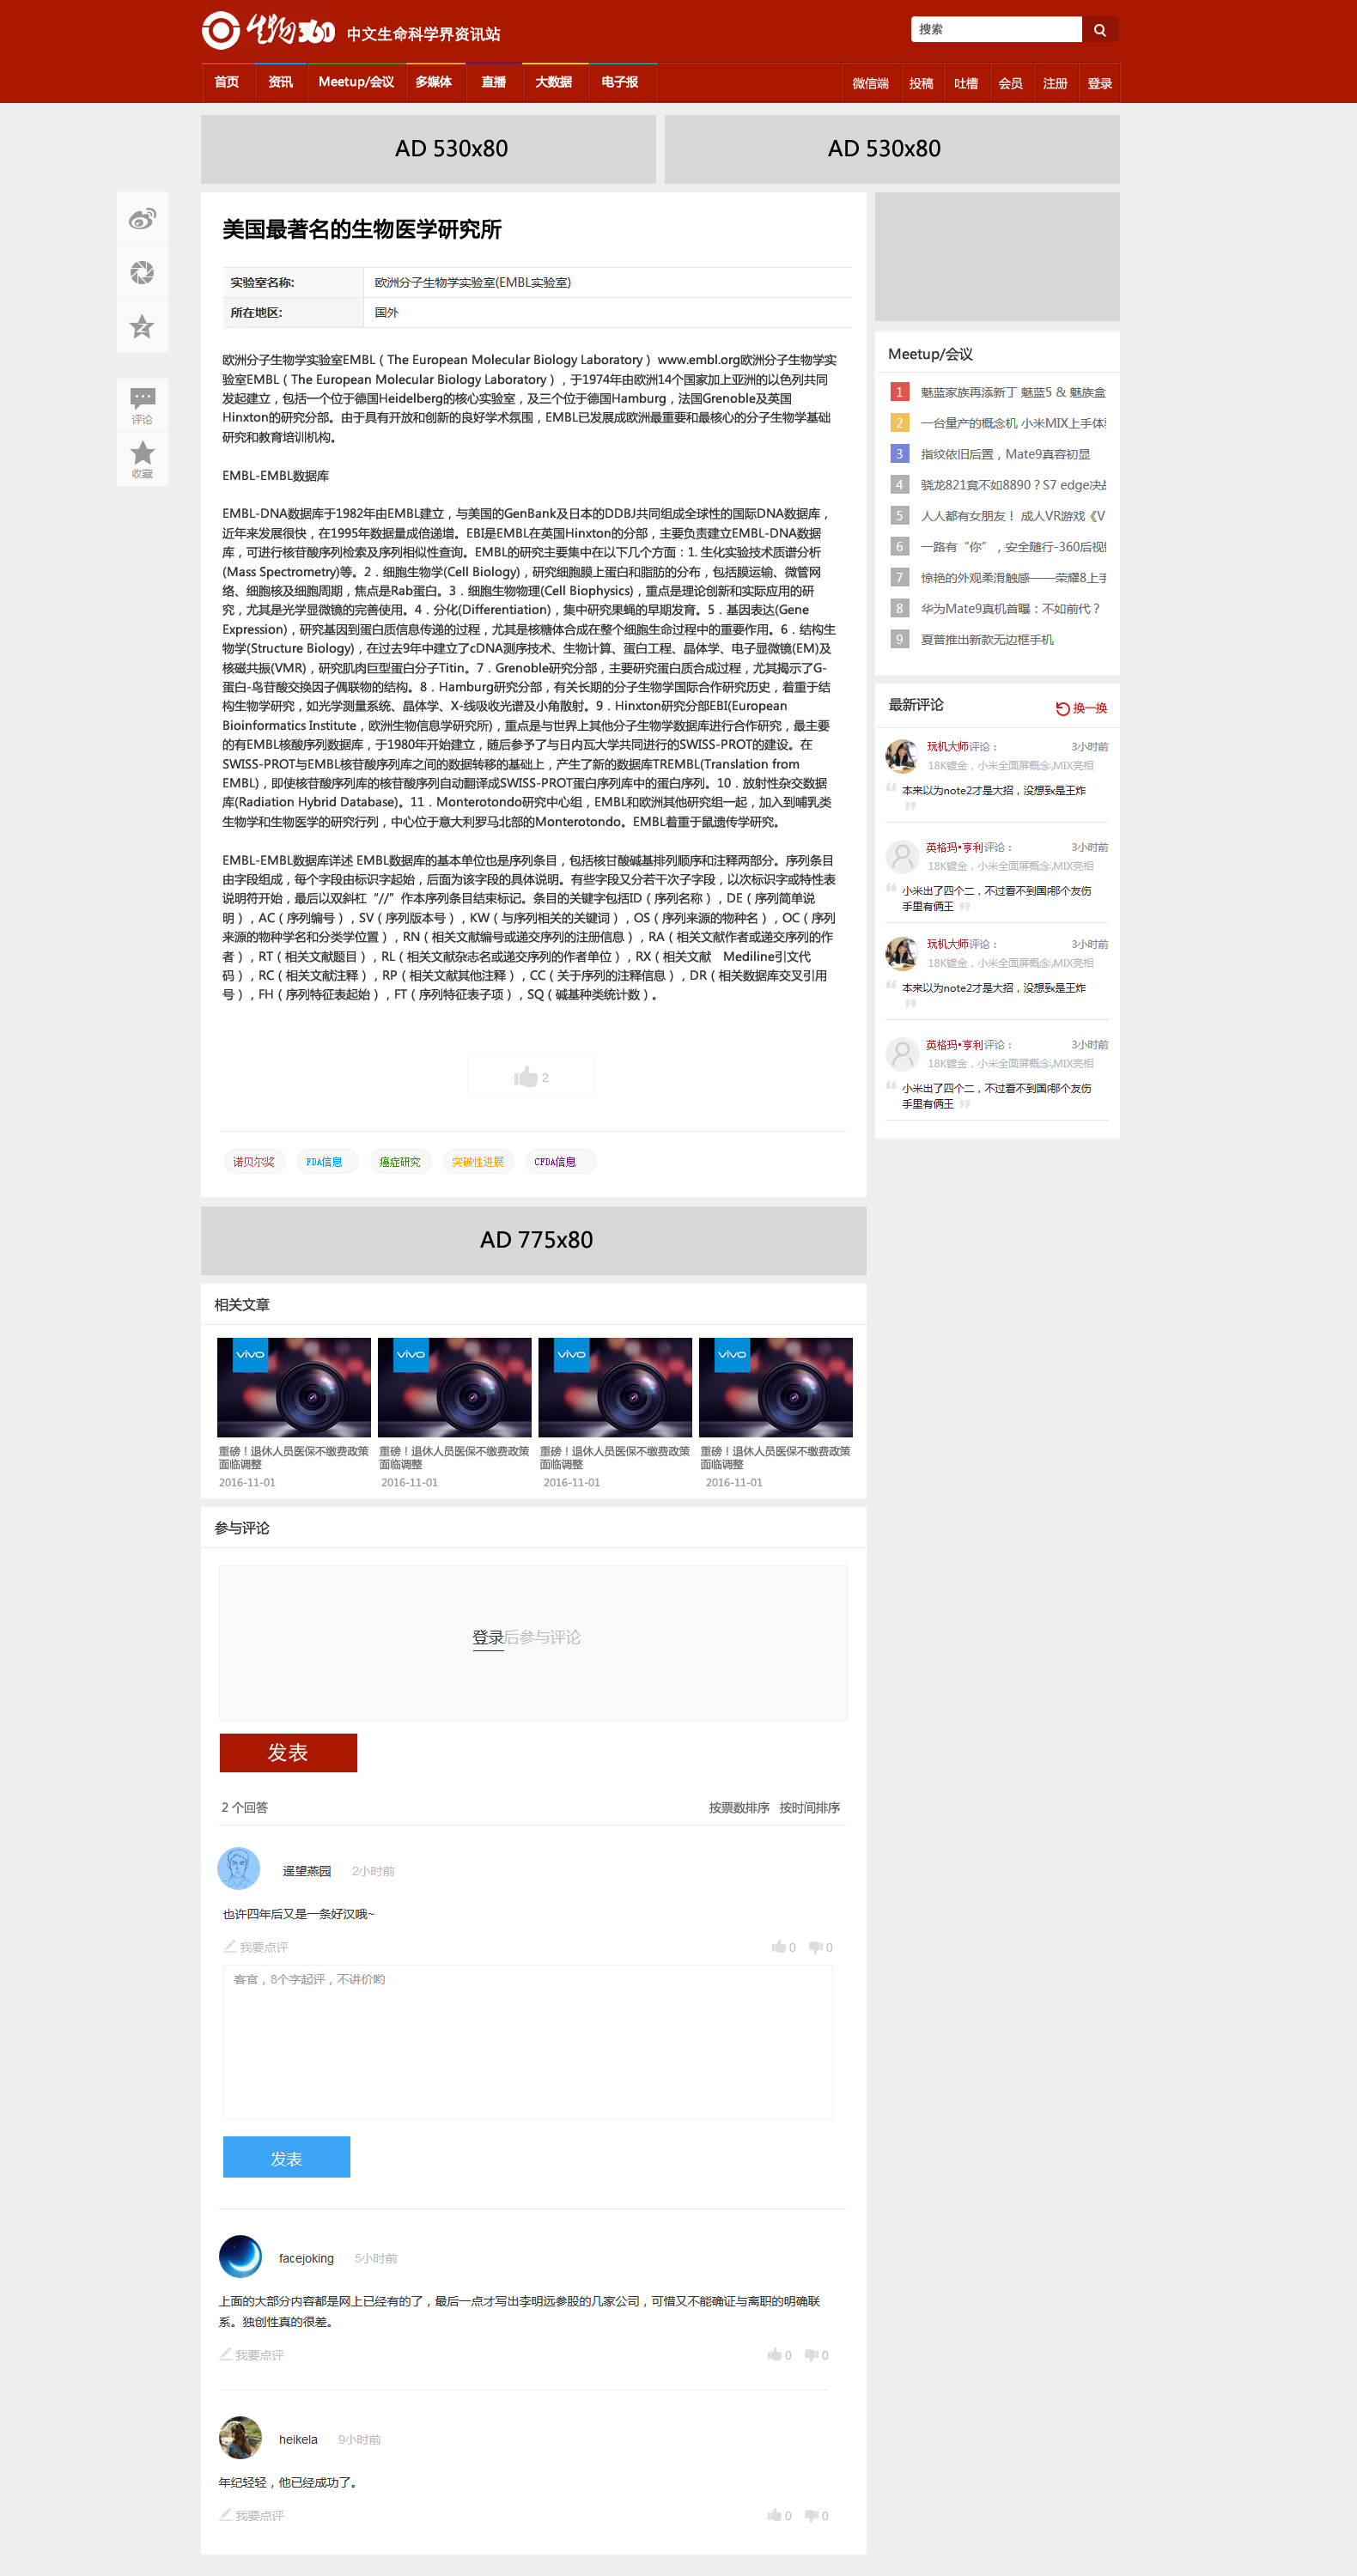 生物360 中文生命科学界资讯站
搜索
首页 资讯 Meetup/会议 多媒体 直播 大数据 电子报 微信端 投稿 吐槽 会员 注册 登录
AD 530x80
AD 530x80
评论
收藏
美国最著名的生物医学研究所
实验室名称: 欧洲分子生物学实验室(EMBL实验室)
所在地区: 国外
欧洲分子生物学实验室EMBL（The European Molecular Biology Laboratory） www.embl.org欧洲分子生物学实
验室EMBL（The European Molecular Biology Laboratory），于1974年由欧洲14个国家加上亚洲的以色列共同
发起建立，包括一个位于德国Heidelberg的核心实验室，及三个位于德国Hamburg，法国Grenoble及英国
Hinxton的研究分部。由于具有开放和创新的良好学术氛围，EMBL已发展成欧洲最重要和最核心的分子生物学基础
研究和教育培训机构。
EMBL-EMBL数据库
EMBL-DNA数据库于1982年由EMBL建立，与美国的GenBank及日本的DDBJ共同组成全球性的国际DNA数据库，
近年来发展很快，在1995年数据量成倍递增。EBI是EMBL在英国Hinxton的分部，主要负责建立EMBL-DNA数据
库，可进行核苷酸序列检索及序列相似性查询。EMBL的研究主要集中在以下几个方面：1. 生化实验技术质谱分析
(Mass Spectrometry)等。2．细胞生物学(Cell Biology)，研究细胞膜上蛋白和脂肪的分布，包括膜运输、微管网
络、细胞核及细胞周期，焦点是Rab蛋白。3．细胞生物物理(Cell Biophysics)，重点是理论创新和实际应用的研
究，尤其是光学显微镜的完善使用。4．分化(Differentiation)，集中研究果蝇的早期发育。5．基因表达(Gene
Expression)，研究基因到蛋白质信息传递的过程，尤其是核糖体合成在整个细胞生命过程中的重要作用。6．结构生
物学(Structure Biology)，在过去9年中建立了cDNA测序技术、生物计算、蛋白工程、晶体学、电子显微镜(EM)及
核磁共振(VMR)，研究肌肉巨型蛋白分子Titin。7．Grenoble研究分部，主要研究蛋白质合成过程，尤其揭示了G-
蛋白-鸟苷酸交换因子偶联物的结构。8．Hamburg研究分部，有关长期的分子生物学国际合作研究历史，着重于结
构生物学研究，如光学测量系统、晶体学、X-线吸收光谱及小角散射。9．Hinxton研究分部EBI(European
Bioinformatics Institute，欧洲生物信息学研究所)，重点是与世界上其他分子生物学数据库进行合作研究，最主要
的有EMBL核酸序列数据库，于1980年开始建立，随后参予了与日内瓦大学共同进行的SWISS-PROT的建设。在
SWISS-PROT与EMBL核苷酸序列库之间的数据转移的基础上，产生了新的数据库TREMBL(Translation from
EMBL)，即使核苷酸序列库的核苷酸序列自动翻译成SWISS-PROT蛋白序列库中的蛋白序列。10．放射性杂交数据
库(Radiation Hybrid Database)。11．Monterotondo研究中心组，EMBL和欧洲其他研究组一起，加入到哺乳类
生物学和生物医学的研究行列，中心位于意大利罗马北部的Monterotondo。EMBL着重于鼠遗传学研究。
EMBL-EMBL数据库详述 EMBL数据库的基本单位也是序列条目，包括核甘酸碱基排列顺序和注释两部分。序列条目
由字段组成，每个字段由标识字起始，后面为该字段的具体说明。有些字段又分若干次子字段，以次标识字或特性表
说明符开始，最后以双斜杠“//”作本序列条目结束标记。条目的关键字包括ID（序列名称），DE（序列简单说
明），AC（序列编号），SV（序列版本号），KW（与序列相关的关键词），OS（序列来源的物种名），OC（序列
来源的物种学名和分类学位置），RN（相关文献编号或递交序列的注册信息），RA（相关文献作者或递交序列的作
者），RT（相关文献题目），RL（相关文献杂志名或递交序列的作者单位），RX（相关文献　Mediline引文代
码），RC（相关文献注释），RP（相关文献其他注释），CC（关于序列的注释信息），DR（相关数据库交叉引用
号），FH（序列特征表起始），FT（序列特征表子项），SQ（碱基种类统计数）。
2
诺贝尔奖 FDA信息 癌症研究 突破性进展 CFDA信息
AD 775x80
相关文章
vivo vivo vivo vivo
重磅！退休人员医保不缴费政策 重磅！退休人员医保不缴费政策 重磅！退休人员医保不缴费政策 重磅！退休人员医保不缴费政策
面临调整 面临调整 面临调整 面临调整
2016-11-01 2016-11-01 2016-11-01 2016-11-01
参与评论
登录后参与评论
发表
2 个回答 按票数排序 按时间排序
遥望燕园 2小时前
也许四年后又是一条好汉哦~
我要点评 0 0
客官，8个字起评，不讲价哟
发表
facejoking 5小时前
上面的大部分内容都是网上已经有的了，最后一点才写出李明远参股的几家公司，可惜又不能确证与离职的明确联
系。独创性真的很差。
我要点评 0 0
heikela 9小时前
年纪轻轻，他已经成功了。
我要点评 0 0
Meetup/会议
1 魅蓝家族再添新丁 魅蓝5 & 魅族盒
2 一台量产的概念机 小米MIX上手体
3 指纹依旧后置，Mate9真容初显
4 骁龙821竟不如8890？S7 edge决战
5 人人都有女朋友！ 成人VR游戏《V
6 一路有“你”，安全随行-360后视
7 惊艳的外观柔滑触感——荣耀8上手
8 华为Mate9真机首曝：不如前代？
9 夏普推出新款无边框手机
最新评论 换一换
玩机大师评论： 3小时前
18K镀金，小米全面屏概念,MIX亮相
本来以为note2才是大招，没想到x是王炸
英格玛•亨利评论： 3小时前
18K镀金，小米全面屏概念,MIX亮相
小米出了四个二，不过看不到国r那个友伤
手里有俩王
玩机大师评论： 3小时前
18K镀金，小米全面屏概念,MIX亮相
本来以为note2才是大招，没想到x是王炸
英格玛•亨利评论： 3小时前
18K镀金，小米全面屏概念,MIX亮相
小米出了四个二，不过看不到国r那个友伤
手里有俩王